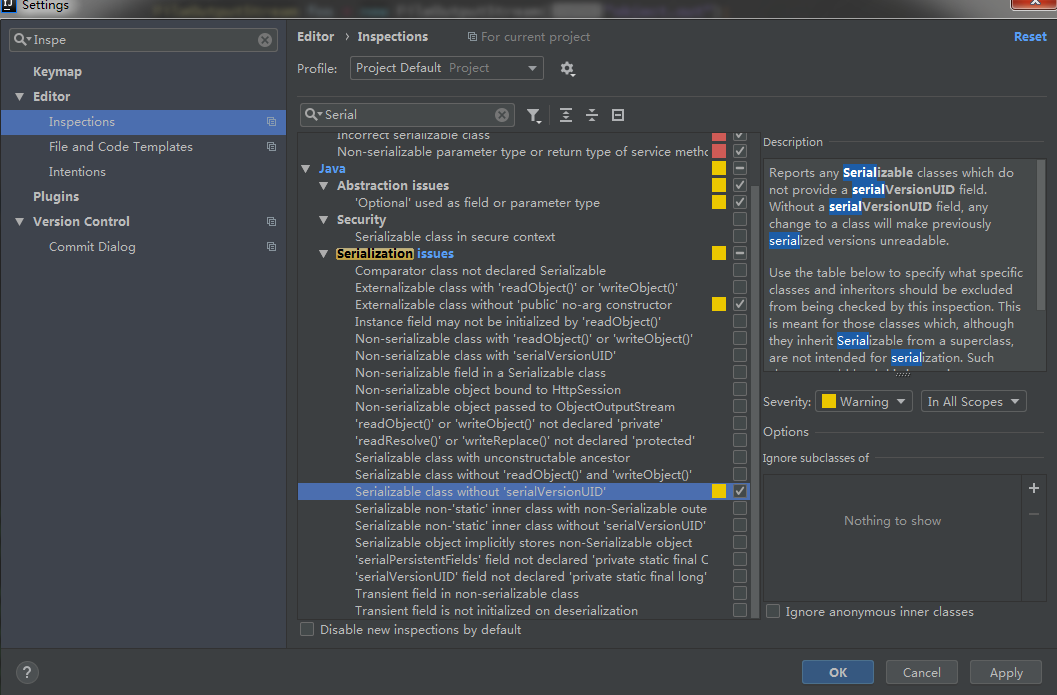 Settings
Inspe
Keymap
Editor
Inspections
File and Code Templates
Intentions
Plugins
Version Control
Commit Dialog
Editor › Inspections
For current project
Reset
Profile:
Project Default Project
Serial
Incorrect serializable class
Non-serializable parameter type or return type of service metho
Java
Abstraction issues
'Optional' used as field or parameter type
Security
Serializable class in secure context
Serialization issues
Comparator class not declared Serializable
Externalizable class with 'readObject()' or 'writeObject()'
Externalizable class without 'public' no-arg constructor
Instance field may not be initialized by 'readObject()'
Non-serializable class with 'readObject()' or 'writeObject()'
Non-serializable class with 'serialVersionUID'
Non-serializable field in a Serializable class
Non-serializable object bound to HttpSession
Non-serializable object passed to ObjectOutputStream
'readObject()' or 'writeObject()' not declared 'private'
'readResolve()' or 'writeReplace()' not declared 'protected'
Serializable class with unconstructable ancestor
Serializable class without 'readObject()' and 'writeObject()'
Serializable class without 'serialVersionUID'
Serializable non-'static' inner class with non-Serializable oute
Serializable non-'static' inner class without 'serialVersionUID'
Serializable object implicitly stores non-Serializable object
'serialPersistentFields' field not declared 'private static final O
'serialVersionUID' field not declared 'private static final long'
Transient field in non-serializable class
Transient field is not initialized on deserialization
Disable new inspections by default
Description
Reports any Serializable classes which do
not provide a serialVersionUID field.
Without a serialVersionUID field, any
change to a class will make previously
serialized versions unreadable.
Use the table below to specify what specific
classes and inheritors should be excluded
from being checked by this inspection. This
is meant for those classes which, although
they inherit Serializable from a superclass,
are not intended for serialization. Such
Severity:
Warning
In All Scopes
Options
Ignore subclasses of
Nothing to show
Ignore anonymous inner classes
?
OK
Cancel
Apply